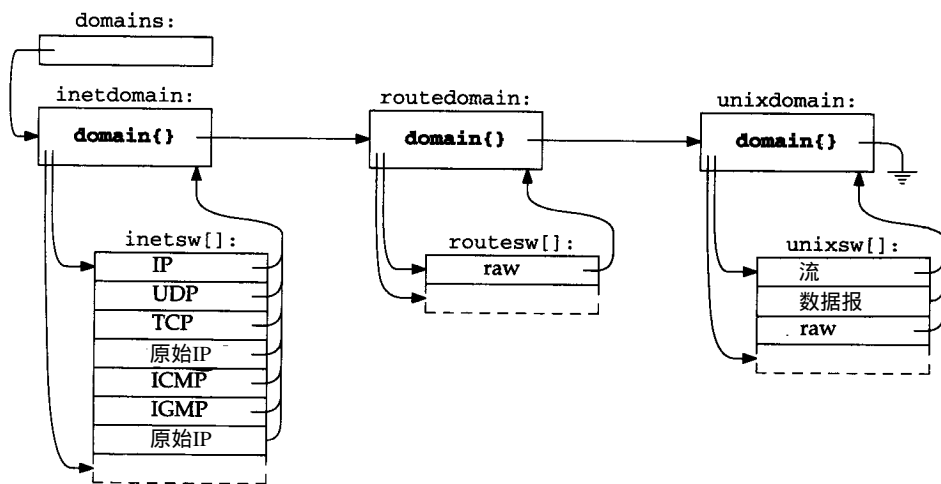 domains:
inetdomain:
domain{}
routedomain:
domain{}
unixdomain:
domain{}
inetsw[]:
IP
UDP
TCP
原始IP
ICMP
IGMP
原始IP
routesw[]:
raw
unixsw[]:
流
数据报
raw